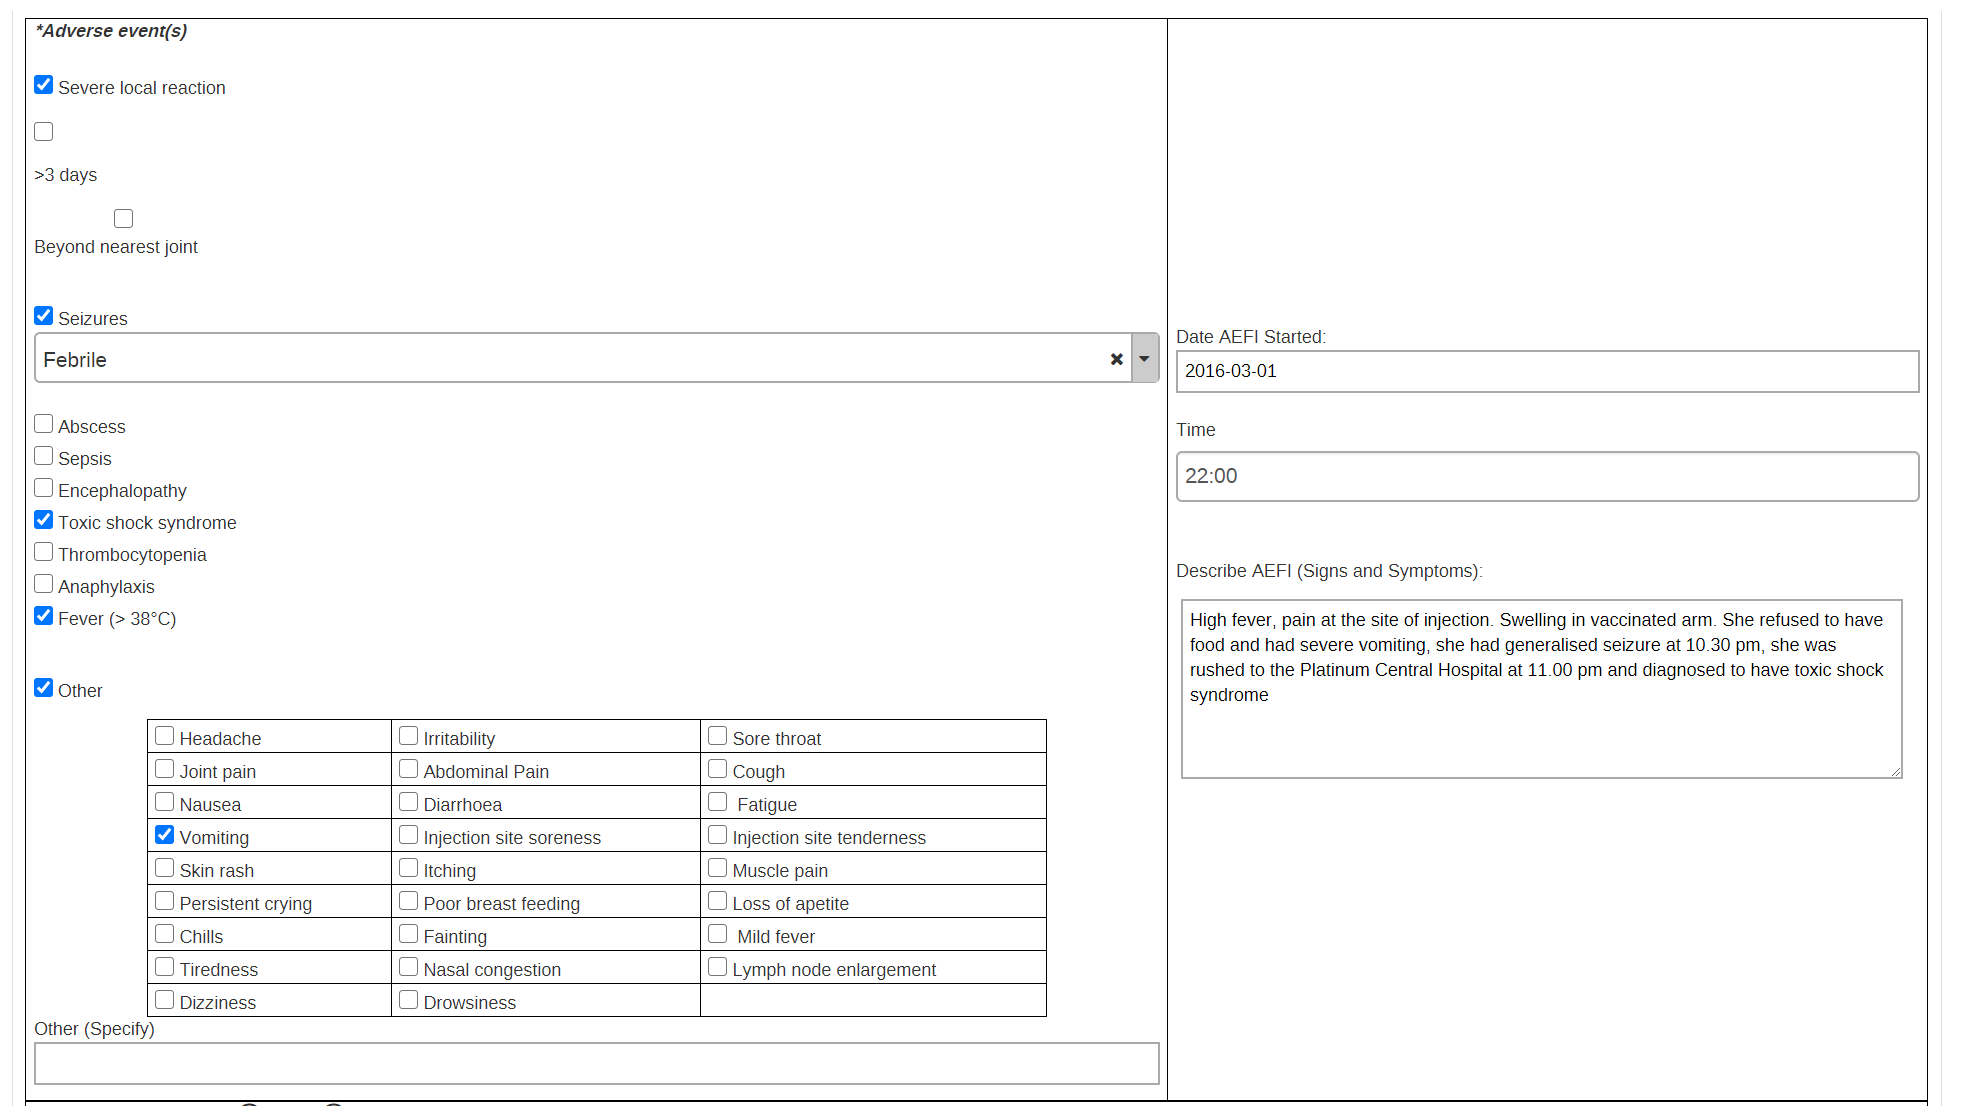 *Adverse event(s)
Severe local reaction
>3 days
Beyond nearest joint
Seizures
Febrile
Abscess
Sepsis
Encephalopathy
Toxic shock syndrome
Thrombocytopenia
Anaphylaxis
Fever (> 38°C)
Other
Headache Irritability Sore throat
Joint pain Abdominal Pain Cough
Nausea Diarrhoea Fatigue
Vomiting Injection site soreness Injection site tenderness
Skin rash Itching Muscle pain
Persistent crying Poor breast feeding Loss of apetite
Chills Fainting Mild fever
Tiredness Nasal congestion Lymph node enlargement
Dizziness Drowsiness
Other (Specify)
Date AEFI Started:
2016-03-01
Time
22:00
Describe AEFI (Signs and Symptoms):
High fever, pain at the site of injection. Swelling in vaccinated arm. She refused to have
food and had severe vomiting, she had generalised seizure at 10.30 pm, she was
rushed to the Platinum Central Hospital at 11.00 pm and diagnosed to have toxic shock
syndrome